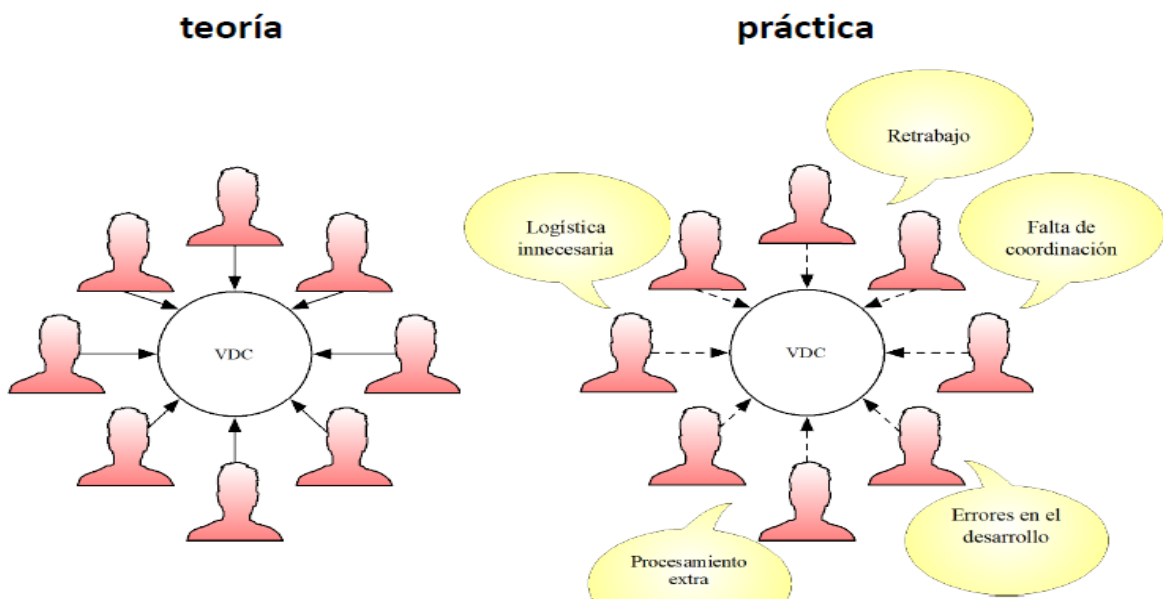 teoría
práctica
Retrabajo
Logística
innecesaria
Falta de
coordinación
VDC
VDC
Errores en el
desarrollo
Procesamiento
extra